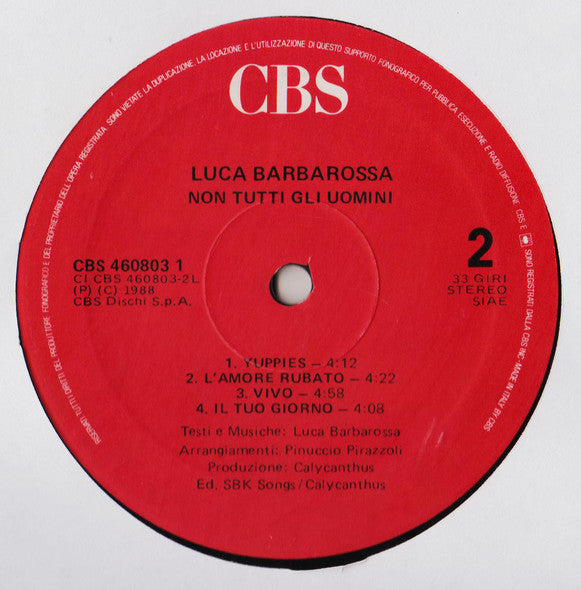 RISERVATI TUTTI I DIRITTI DEL PRODUTTORE FONOGRAFICO E DEL PROPRIETARIO DELL'OPERA REGISTRATA. SONO VIETATE LA DUPLICAZIONE, LA LOCAZIONE E L'UTILIZZAZIONE DI QUESTO SUPPORTO FONOGRAFICO PER PUBBLICA ESECUZIONE E RADIO DIFFUSIONE CBS E SONO REGISTRATI DALLA CBS INC. MADE IN ITALY BY CBS
CBS
LUCA BARBAROSSA
NON TUTTI GLI UOMINI
CBS 460803 1
CI CBS 460803-2L
(P) (C) 1988
CBS Dischi S.p.A.
2
33 GIRI
STEREO
SIAE
1. YUPPIES – 4:12
2. L'AMORE RUBATO – 4:22
3. VIVO – 4:58
4. IL TUO GIORNO – 4:08
Testi e Musiche: Luca Barbarossa
Arrangiamenti: Pinuccio Pirazzoli
Produzione: Calycanthus
Ed. SBK Songs/Calycanthus